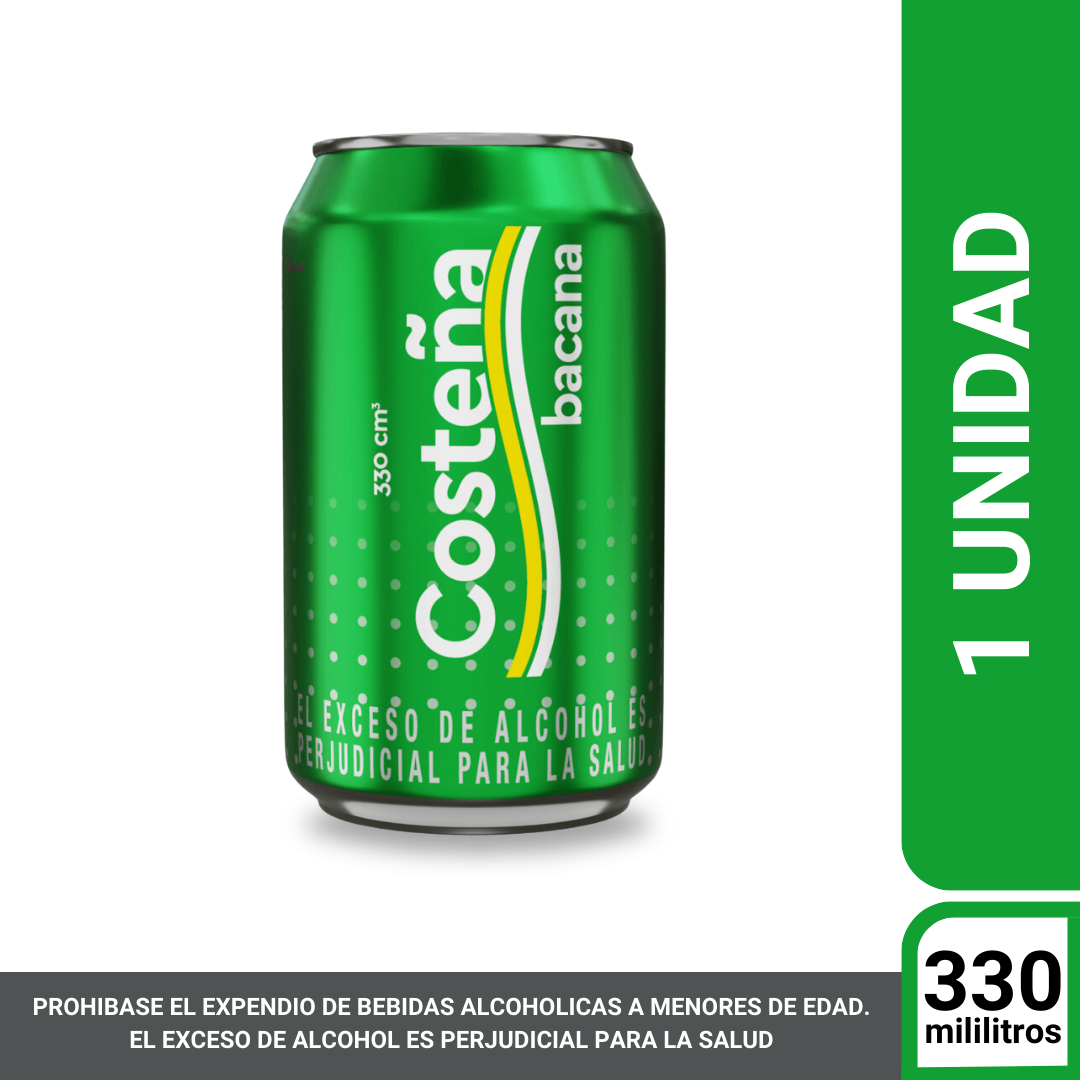 330 cm³
Costeña
bacana
EL EXCESO DE ALCOHOL ES
PERJUDICIAL PARA LA SALUD.
1 UNIDAD
330
mililitros
PROHIBASE EL EXPENDIO DE BEBIDAS ALCOHOLICAS A MENORES DE EDAD.
EL EXCESO DE ALCOHOL ES PERJUDICIAL PARA LA SALUD